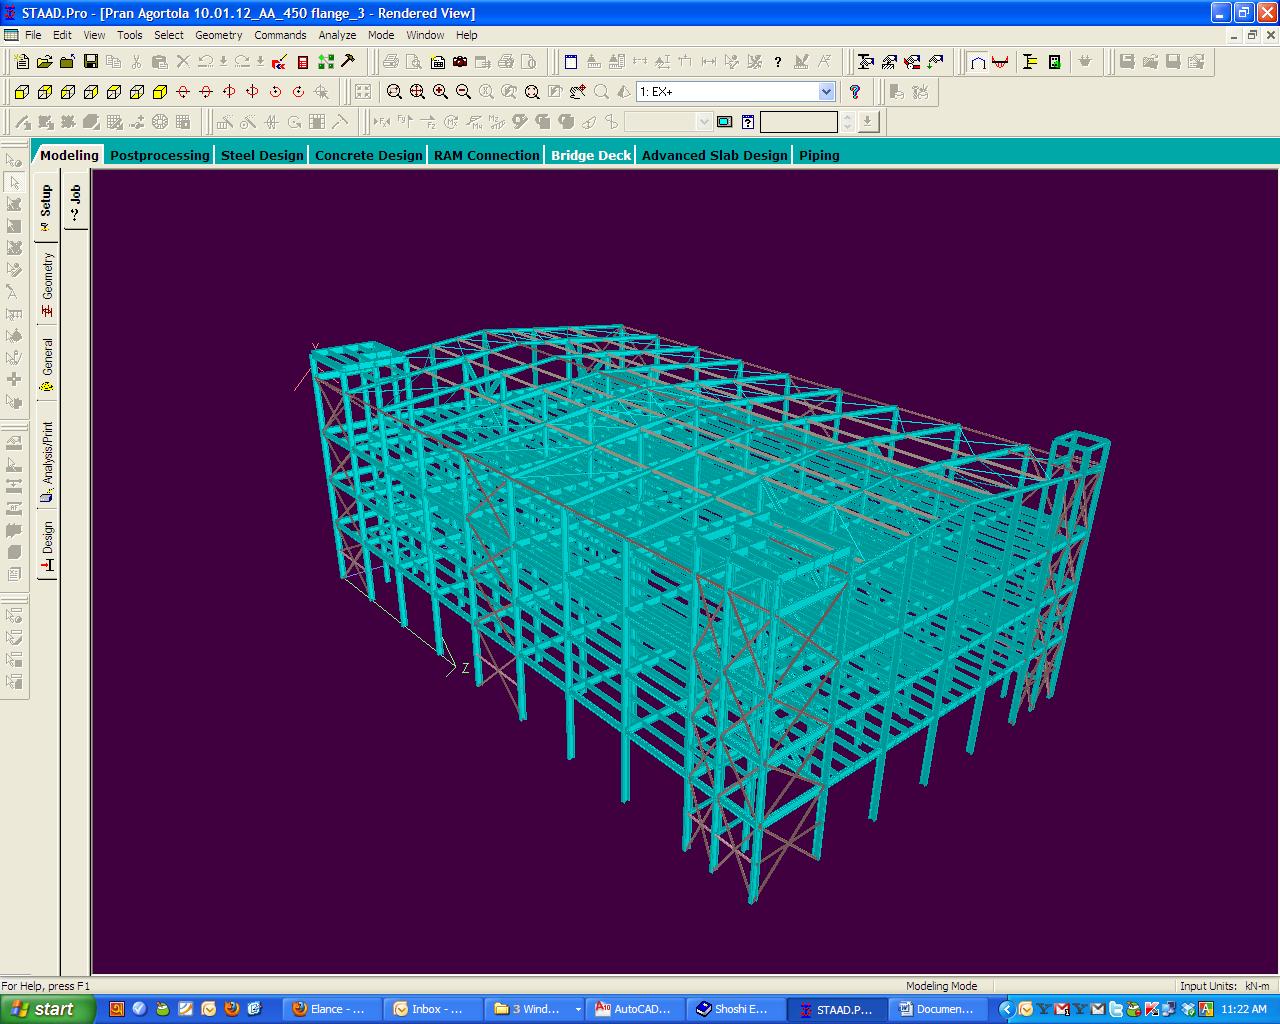 STAAD.Pro - [Pran Agortola 10.01.12_AA_450 flange_3 - Rendered View]
File Edit View Tools Select Geometry Commands Analyze Mode Window Help
1: EX+
Modeling Postprocessing Steel Design Concrete Design RAM Connection Bridge Deck Advanced Slab Design Piping
Setup
Job
Geometry
General
Analysis/Print
Design
Y
Z
For Help, press F1
Modeling Mode
Input Units: kN-m
start
Elance - ...
Inbox - ...
3 Wind...
AutoCAD...
Shoshi E...
STAAD.P...
Documen...
11:22 AM